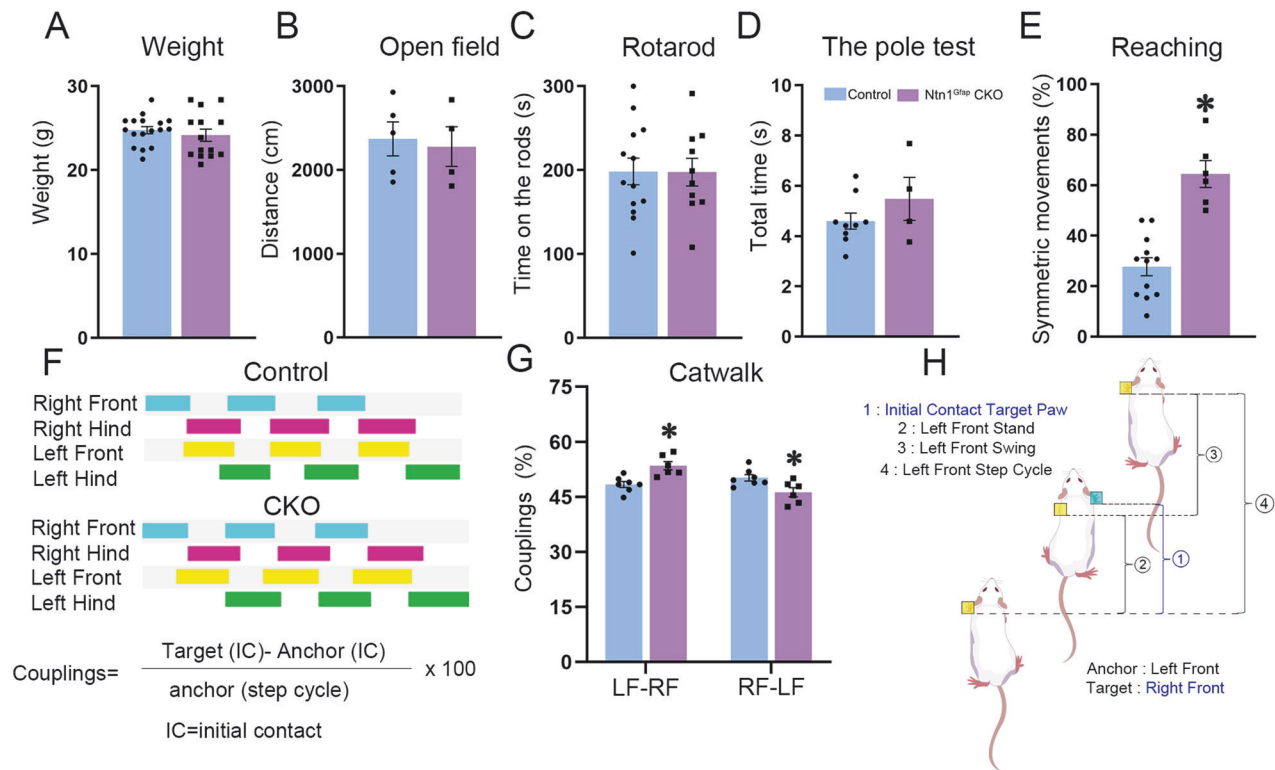 A
Weight
Weight (g)
30
20
10
0
B
Open field
Distance (cm)
3000
2000
1000
0
C
Rotarod
Time on the rods (s)
300
200
100
0
D
The pole test
Total time (s)
10
8
6
4
2
0
Control
Ntn1Gfap CKO
E
Reaching
Symmetric movements (%)
100
80
60
40
20
0
*
F
Control
Right Front
Right Hind
Left Front
Left Hind
CKO
Right Front
Right Hind
Left Front
Left Hind
Couplings= Target (IC)- Anchor (IC) x 100
anchor (step cycle)
IC=initial contact
G
Catwalk
Couplings (%)
75
60
45
30
15
0
*
*
LF-RF
RF-LF
H
1 : Initial Contact Target Paw
2 : Left Front Stand
3 : Left Front Swing
4 : Left Front Step Cycle
③
④
②
①
Anchor : Left Front
Target : Right Front